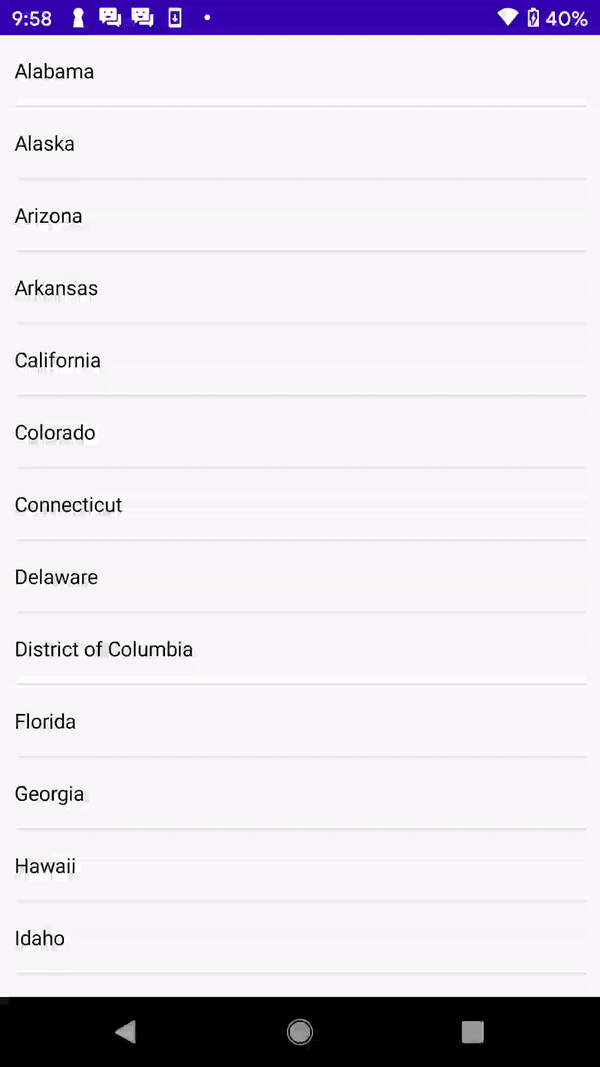 9:58 40%
Alabama
Alaska
Arizona
Arkansas
California
Colorado
Connecticut
Delaware
District of Columbia
Florida
Georgia
Hawaii
Idaho